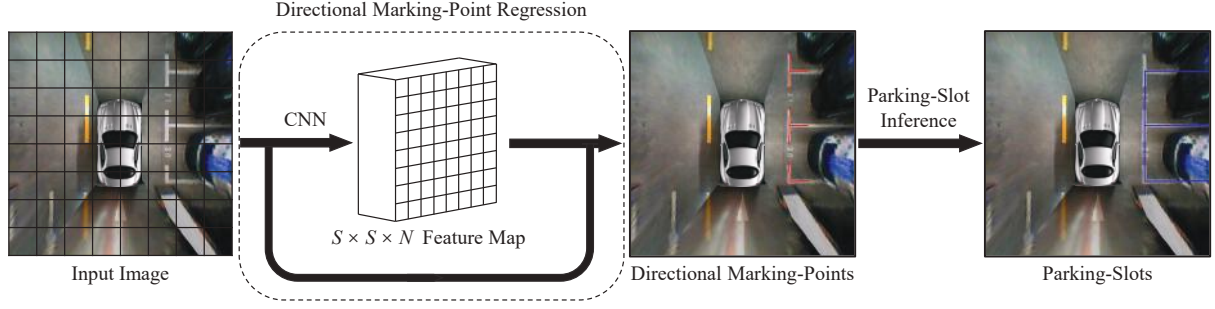 Directional Marking-Point Regression
CNN
S × S × N Feature Map
Parking-Slot
Inference
Input Image
Directional Marking-Points
Parking-Slots